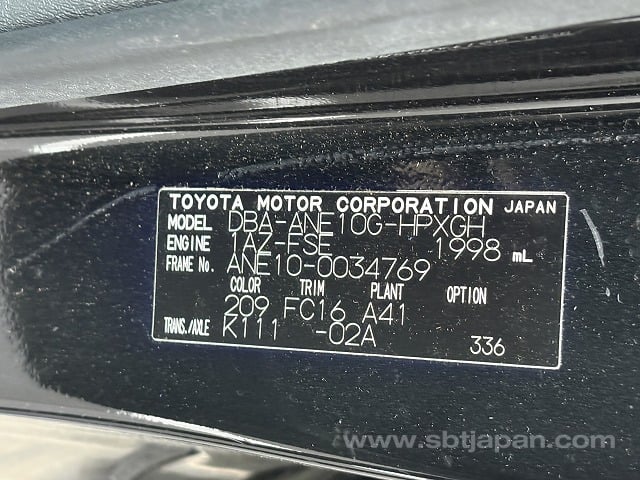 TOYOTA MOTOR CORPORATION JAPAN
MODEL DBA-ANE10G-HPXGH
ENGINE 1AZ-FSE 1998 mL
FRAME No. ANE10-0034769
COLOR TRIM PLANT OPTION
209 FC16 A41
TRANS./AXLE K111 -02A
336
www.sbtjapan.com